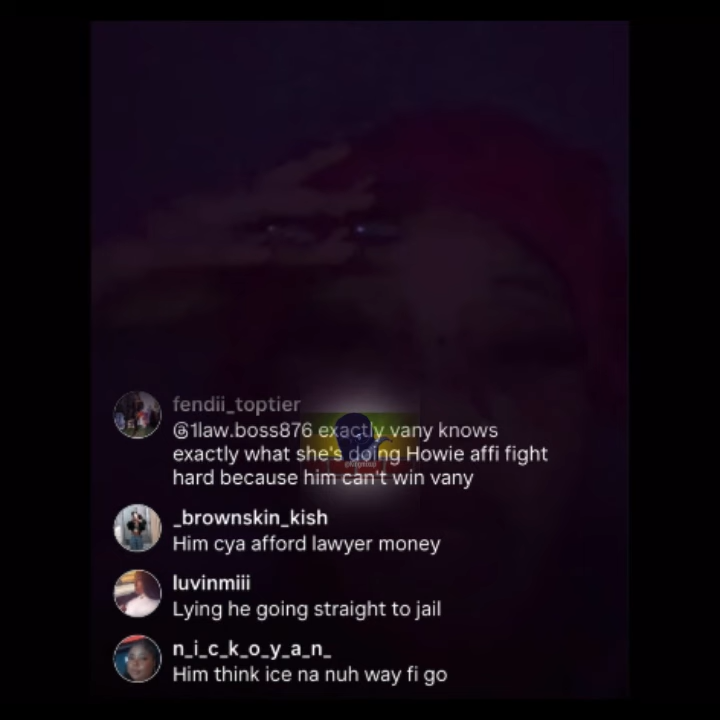 fendii_toptier
@1law.boss876 exactly vany knows
exactly what she's doing Howie affi fight
hard because him can't win vany
_brownskin_kish
Him cya afford lawyer money
luvinmiii
Lying he going straight to jail
n_i_c_k_o_y_a_n_
Him think ice na nuh way fi go